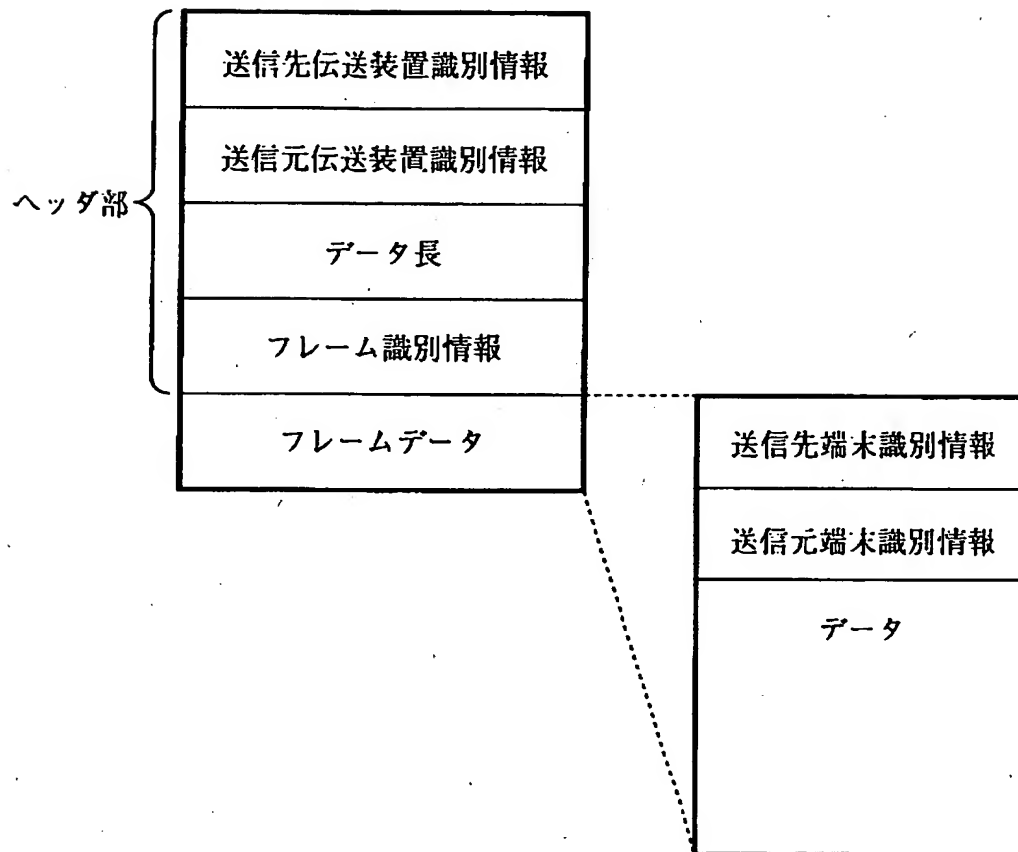 送信先伝送装置識別情報
送信元伝送装置識別情報
ヘッダ部
データ長
フレーム識別情報
フレームデータ
送信先端末識別情報
送信元端末識別情報
データ